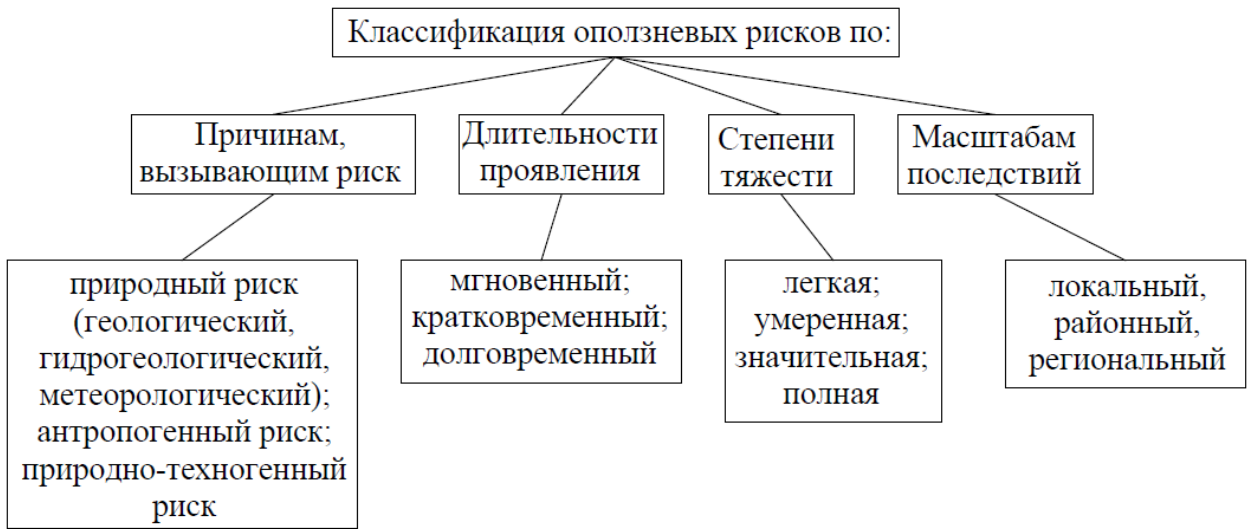 Классификация оползневых рисков по:
Причинам,
вызывающим риск
Длительности
проявления
Степени
тяжести
Масштабам
последствий
природный риск
(геологический,
гидрогеологический,
метеорологический);
антропогенный риск;
природно-техногенный
риск
мгновенный;
кратковременный;
долговременный
легкая;
умеренная;
значительная;
полная
локальный,
районный,
региональный